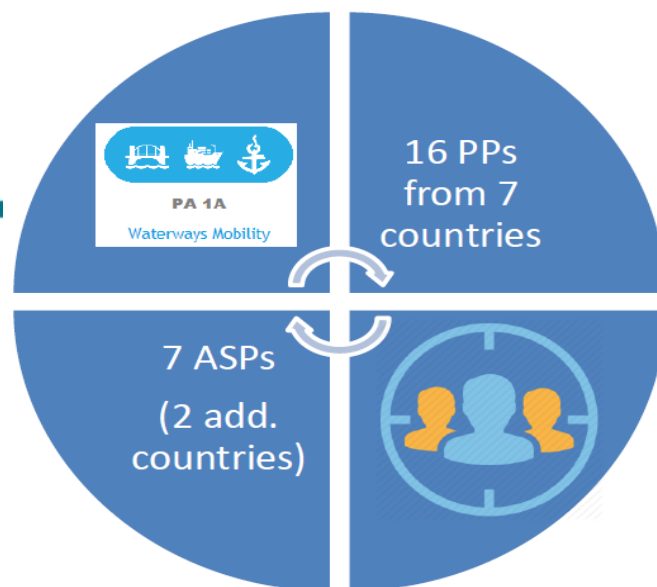 PA 1A
Waterways Mobility
16 PPs
from 7
countries
7 ASPs
(2 add.
countries)